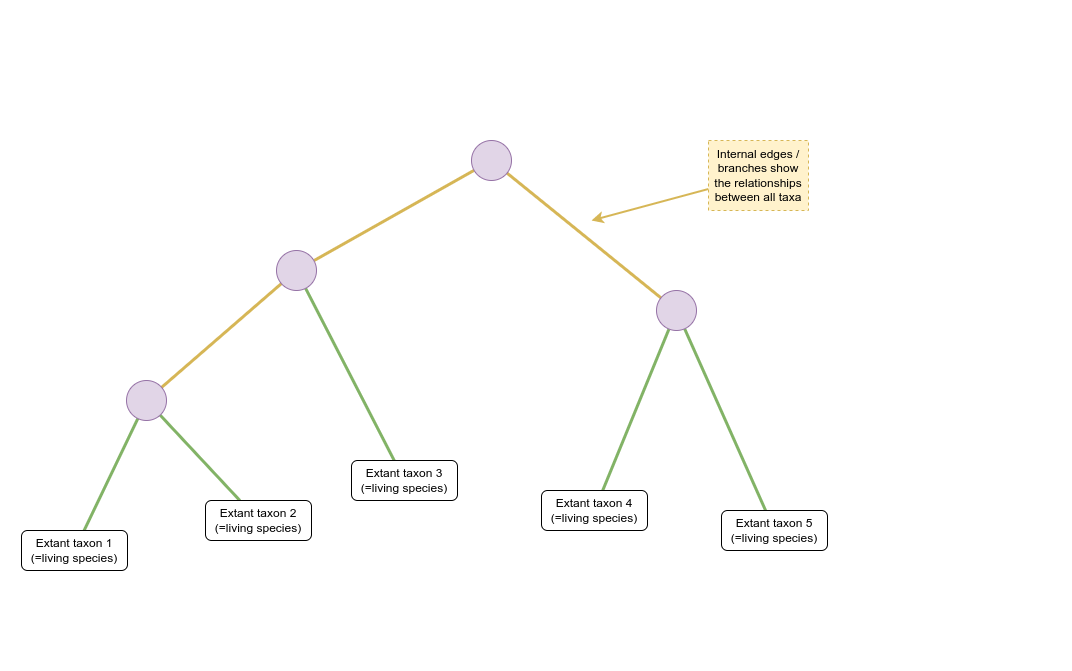 Internal edges /
branches show
the relationships
between all taxa
Extant taxon 3
(=living species)
Extant taxon 4
(=living species)
Extant taxon 2
(=living species)
Extant taxon 5
(=living species)
Extant taxon 1
(=living species)